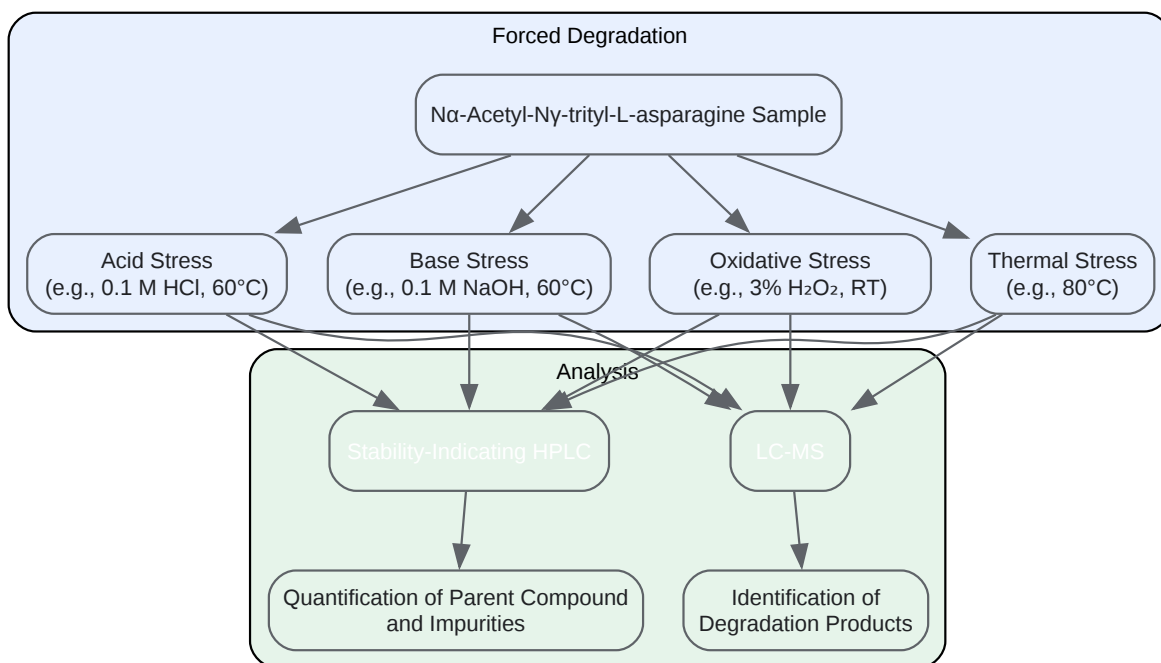 Forced Degradation
Nα-Acetyl-Nγ-trityl-L-asparagine Sample
Acid Stress
(e.g., 0.1 M HCl, 60°C)
Base Stress
(e.g., 0.1 M NaOH, 60°C)
Oxidative Stress
(e.g., 3% H₂O₂, RT)
Thermal Stress
(e.g., 80°C)
Analysis
Stability-Indicating HPLC
LC-MS
Quantification of Parent Compound
and Impurities
Identification of
Degradation Products